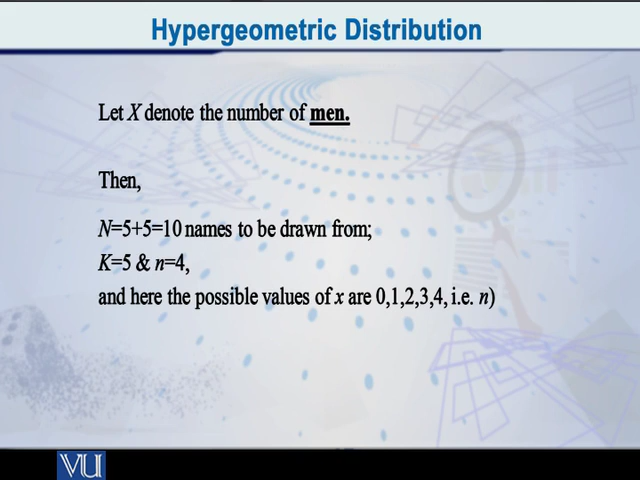 Hypergeometric Distribution
Let X denote the number of men.
Then,
N=5+5=10 names to be drawn from;
K=5 & n=4,
and here the possible values of x are 0,1,2,3,4, i.e. n)
VU